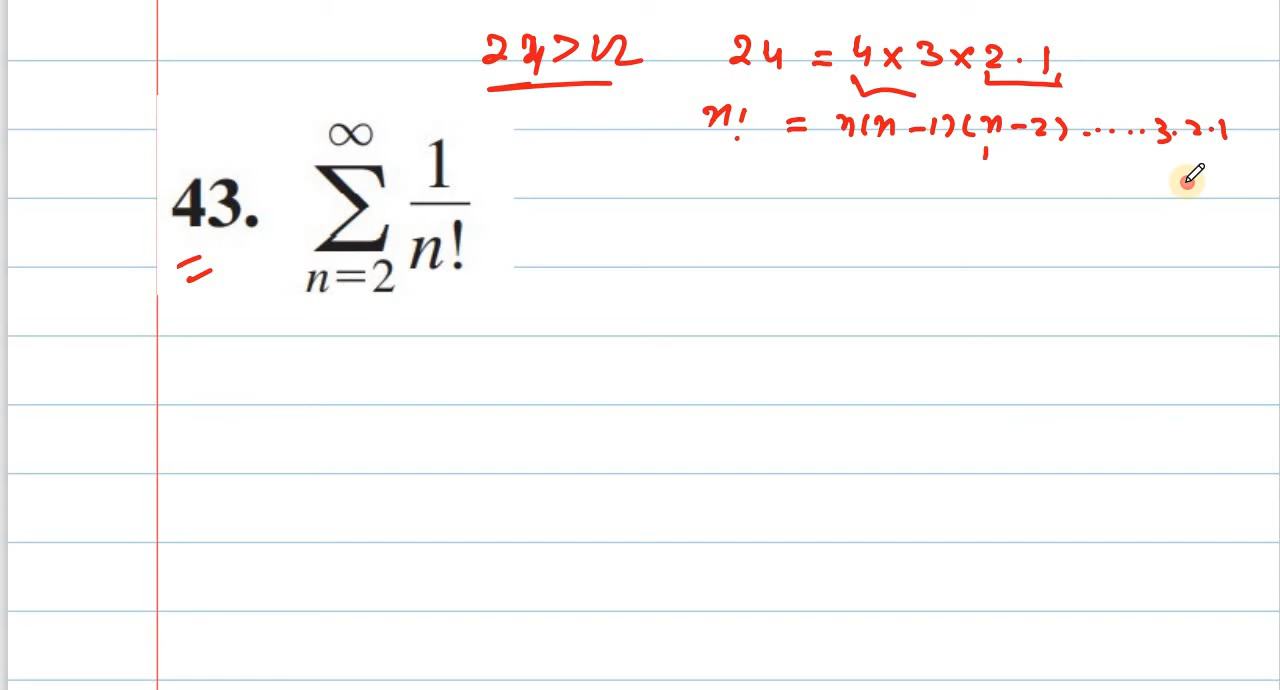 24 > 12
24 = 4 × 3 × 2 · 1
n! = n(n-1)(n-2) ..... 3.2.1
43. ∞ ∑ n=2 1/n!